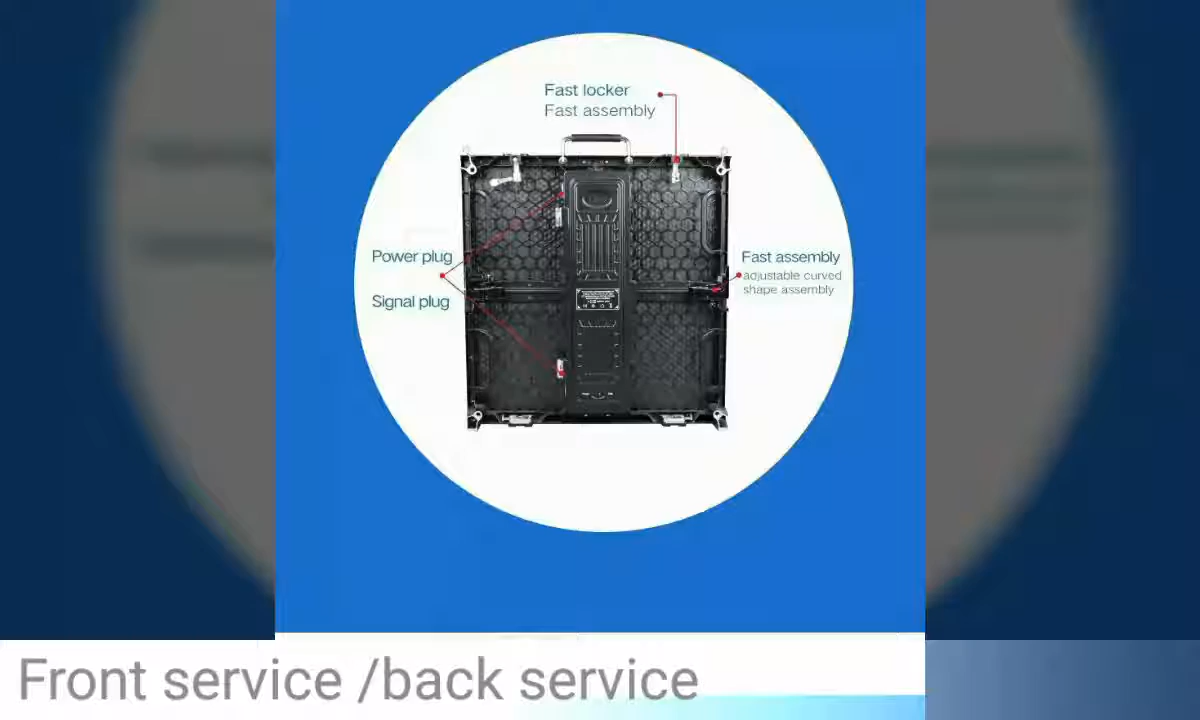 Fast locker
Fast assembly
Power plug
Signal plug
Fast assembly
adjustable curved
shape assembly
Front service /back service